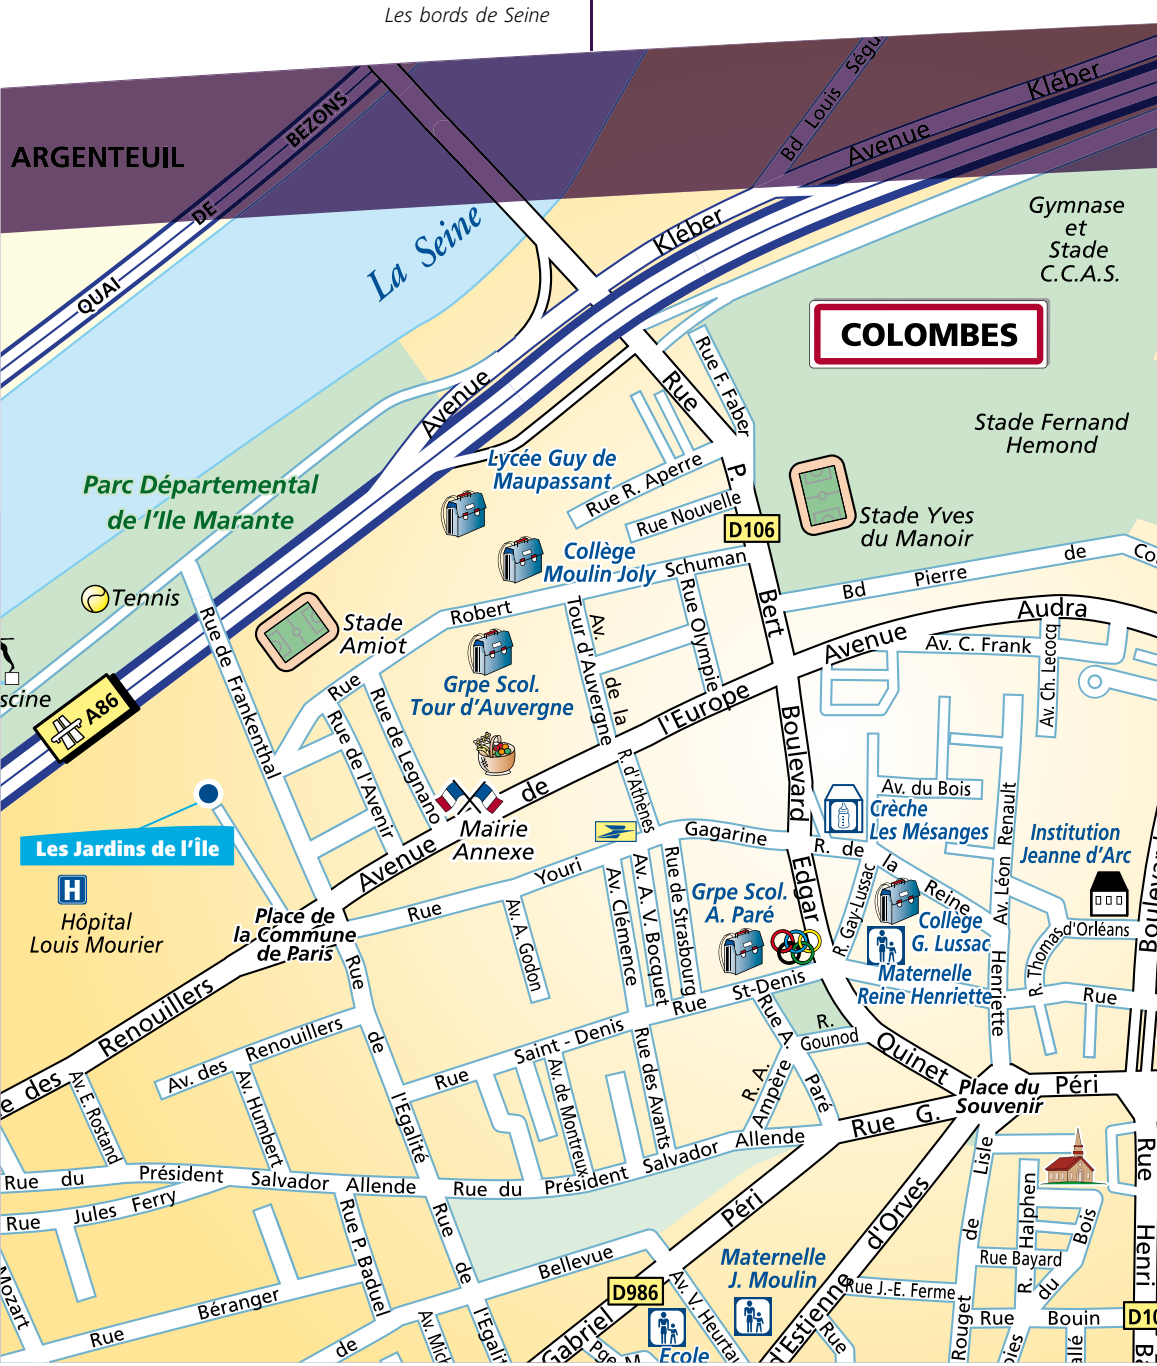 Les bords de Seine
ARGENTEUIL
QUAI DE BEZONS
La Seine
Bd Louis
Avenue Kléber
Kléber
Avenue
Gymnase
et
Stade
C.C.A.S.
COLOMBES
Stade Fernand
Hemond
Rue F. Faber
Rue P. Bert
Parc Départemental
de l'Ile Marante
Lycée Guy de
Maupassant
Rue R. Aperre
Rue Nouvelle
D106
Stade Yves
du Manoir
Collège
Moulin Joly
Robert Schuman
Bd Pierre de
Tennis
Stade
Amiot
Rue de Frankenthal
A86
Grpe Scol.
Tour d'Auvergne
Av. de la
Tour d'Auvergne
Rue Olympie
Avenue Audra
Av. C. Frank
Av. Ch. Lecocq
Rue
Rue de l'Avenir
Rue de Legnano
Avenue de l'Europe
Mairie
Annexe
R. d'Athènes
Boulevard Edgar Quinet
Av. du Bois
Crèche
Les Mésanges
Av. Léon Renault
Institution
Jeanne d'Arc
Les Jardins de l'Île
H
Hôpital
Louis Mourier
Place de
la Commune
de Paris
Rue Youri Gagarine
R. de la Reine Henriette
Av. A. Godon
Av. Clémence
Av. A. V. Bocquet
Rue de Strasbourg
Grpe Scol.
A. Paré
R. Gay-Lussac
Collège
G. Lussac
Maternelle
Reine Henriette
R. Thomas d'Orléans
Rue
Renouillers
e des
Av. des Renouillers
Rue de l'Egalité
Rue Saint - Denis
Rue St-Denis
R. Gounod
Rue A. Paré
R. A. Ampère
Place du
Souvenir
Péri
Rue G.
Av. E. Rostand
Av. Humbert
Av. de Montreux
Rue des Avants
Rue du Président Salvador Allende
Rue du Président Salvador Allende
Rue Jules Ferry
Rue P. Baduel
Rue de l'Egali
Mozart
Rue Béranger
Bellevue
de
Av. Mich
Péri
Gabriel
D986
Av. V. Heurtau
Maternelle
J. Moulin
Ecole
d'Estienne d'Orves
Rue
Rue J.-E. Ferme
Rouget de Lisle
R. Halphen
Rue Bayard
du Bois
Rue Bouin
Rue Henri
D10